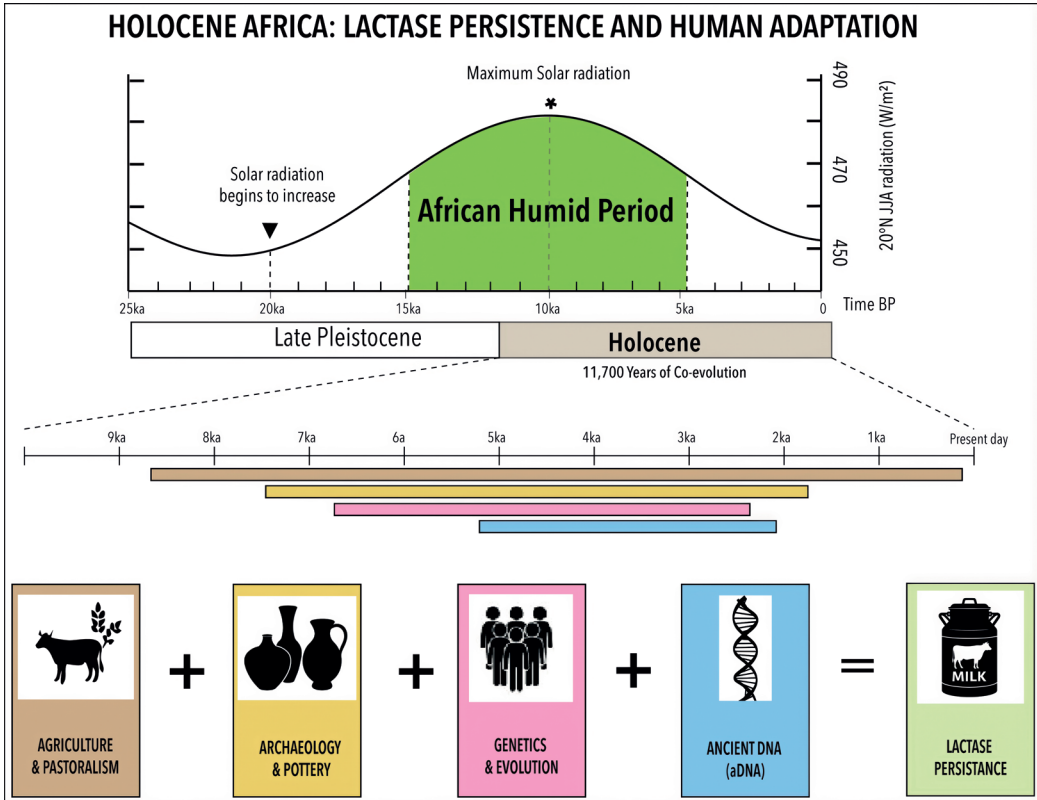 HOLOCENE AFRICA: LACTASE PERSISTENCE AND HUMAN ADAPTATION
Maximum Solar radiation
*
Solar radiation
begins to increase
African Humid Period
490
470
450
20°N JJA radiation (W/m²)
25ka
20ka
15ka
10ka
5ka
0
Time BP
Late Pleistocene
Holocene
11,700 Years of Co-evolution
9ka
8ka
7ka
6a
5ka
4ka
3ka
2ka
1ka
Present day
AGRICULTURE
& PASTORALISM
+
ARCHAEOLOGY
& POTTERY
+
GENETICS
& EVOLUTION
+
ANCIENT DNA
(aDNA)
=
MILK
LACTASE
PERSISTANCE